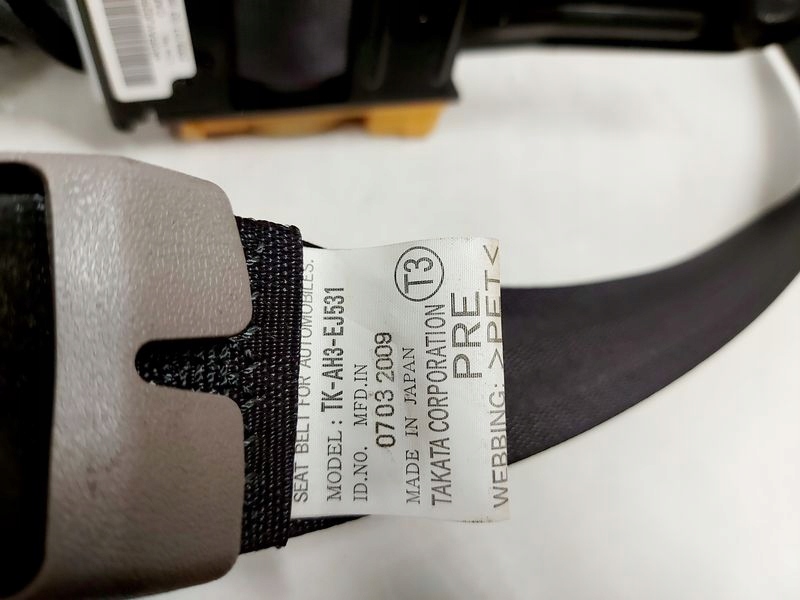 SEAT BELT FOR AUTOMOBILES.
MODEL : TK-AH3-EJ531
ID.NO. MFD.IN
07 03 2009
MADE IN JAPAN
TAKATA CORPORATION T3
PRE
WEBBING: >PET<